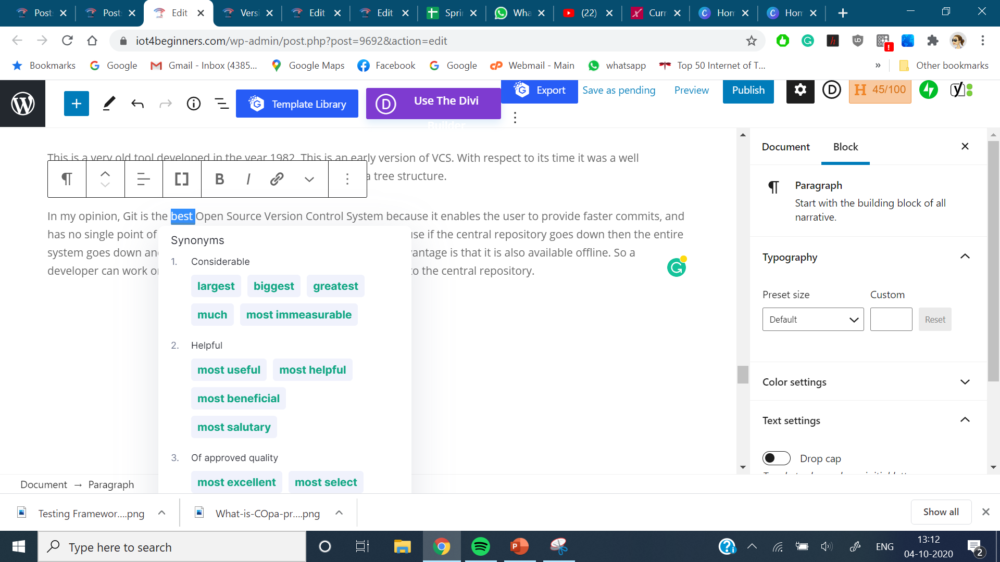 Post
Post
Edit
Versi
Edit
Edit
Sprin
Wha
(22)
Curr
Hom
Hom
iot4beginners.com/wp-admin/post.php?post=9692&action=edit
Bookmarks
Google
Gmail - Inbox (4385...
Google Maps
Facebook
Google
Webmail - Main
whatsapp
Top 50 Internet of T...
»
Other bookmarks
Template Library
Use The Divi
Builder
Export
Save as pending
Preview
Publish
45/100
This is a very old tool developed in the year 1982. This is an early version of VCS. With respect to its time it was a well
a tree structure.
In my opinion, Git is the best Open Source Version Control System because it enables the user to provide faster commits, and
has no single point of
use if the central repository goes down then the entire
system goes down an
vantage is that it is also available offline. So a
developer can work o
to the central repository.
Synonyms
1. Considerable
largest biggest greatest
much most immeasurable
2. Helpful
most useful most helpful
most beneficial
most salutary
3. Of approved quality
most excellent most select
Document Block
Paragraph
Start with the building block of all
narrative.
Typography
Preset size Custom
Default
Reset
Color settings
Text settings
Drop cap
Document → Paragraph
Testing Framewor....png
What-is-COpa-pr....png
Show all
Type here to search
ENG
13:12
04-10-2020
2